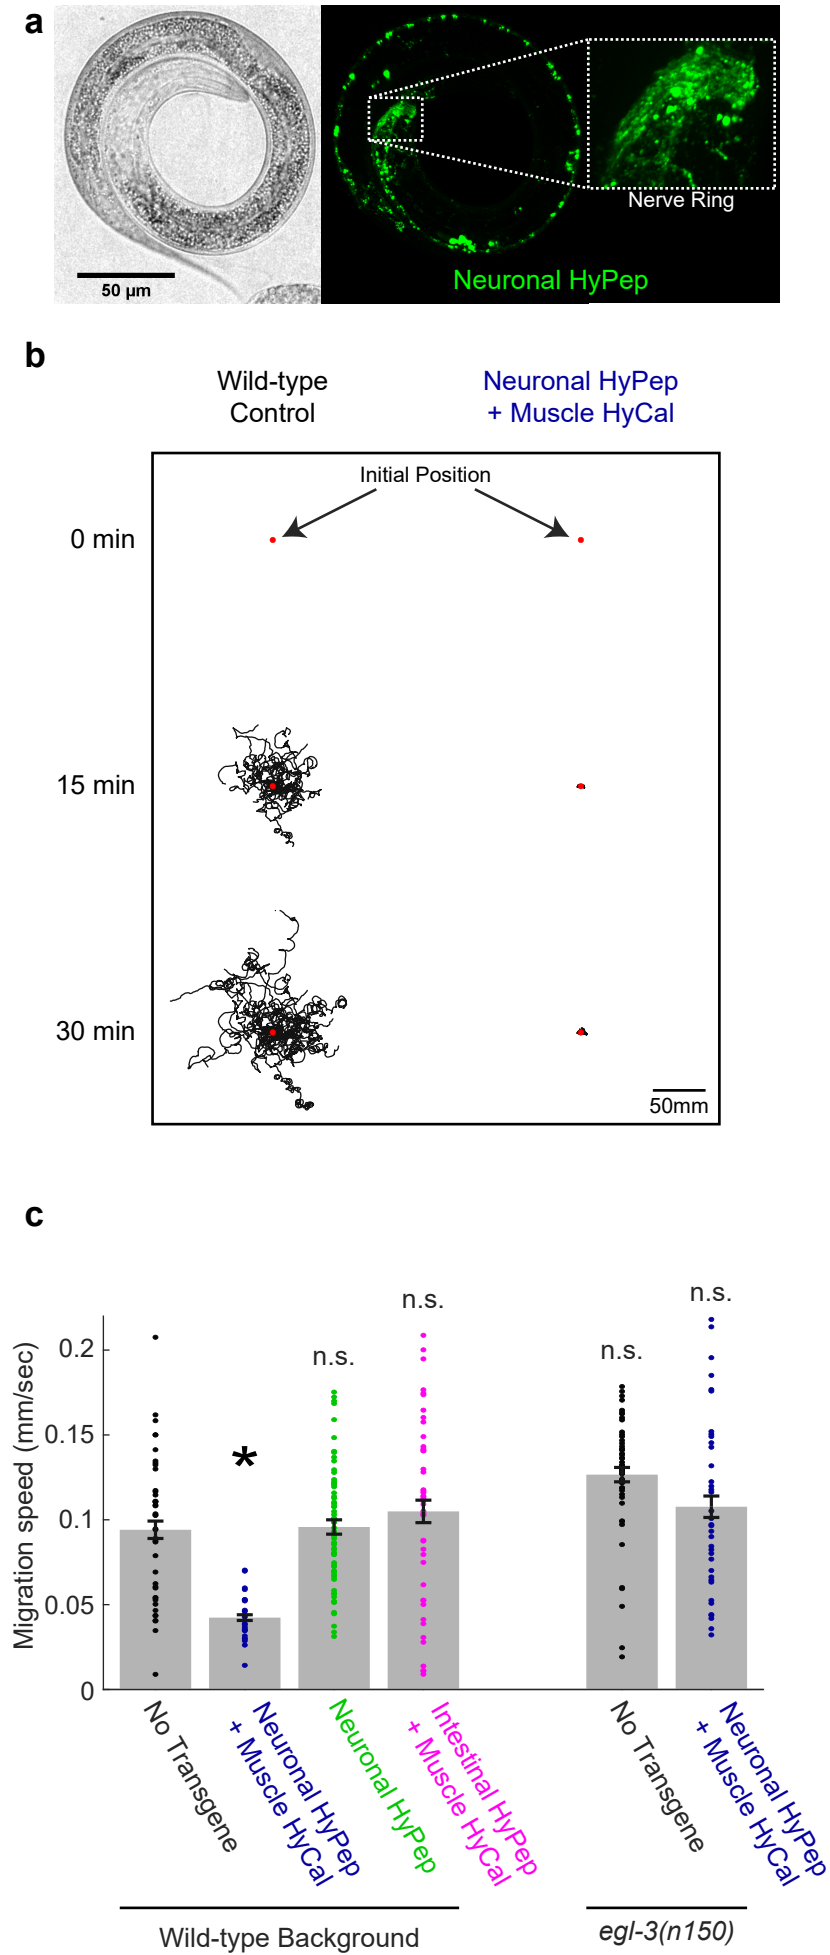 a
50 µm
Nerve Ring
Neuronal HyPep
b
Wild-type
Control
Neuronal HyPep
+ Muscle HyCal
Initial Position
0 min
15 min
30 min
50mm
c
Migration speed (mm/sec)
0.2
0.15
0.1
0.05
0
*
n.s.
n.s.
n.s.
n.s.
No Transgene
Neuronal HyPep
+ Muscle HyCal
Neuronal HyPep
Intestinal HyPep
+ Muscle HyCal
No Transgene
Neuronal HyPep
+ Muscle HyCal
Wild-type Background
egl-3(n150)